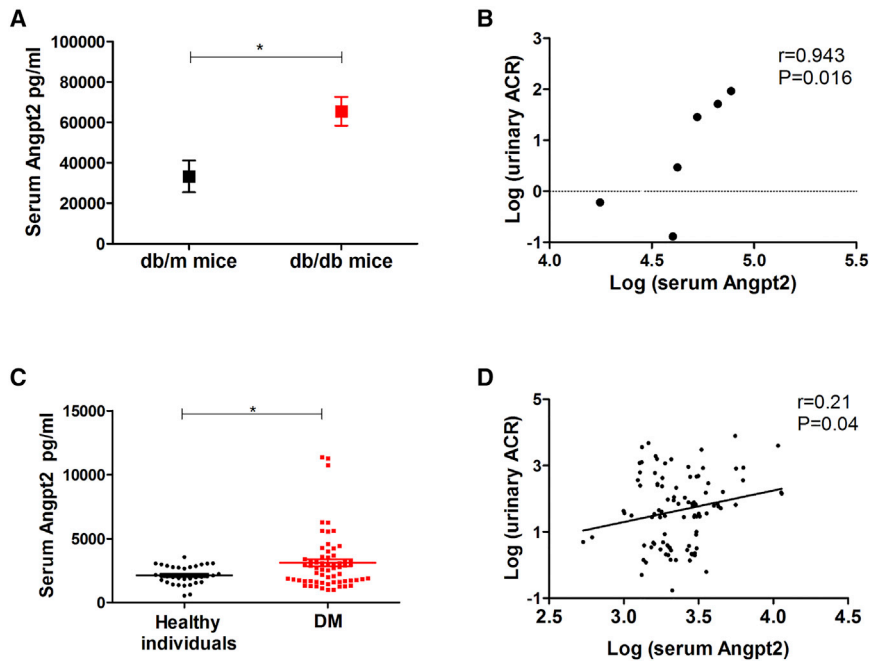 A
Serum Angpt2 pg/ml
100000
80000
60000
40000
20000
0
*
db/m mice
db/db mice
B
Log (urinary ACR)
3
2
1
0
-1
r=0.943
P=0.016
4.0
4.5
5.0
5.5
Log (serum Angpt2)
C
Serum Angpt2 pg/ml
15000
10000
5000
0
*
Healthy
individuals
DM
D
Log (urinary ACR)
5
3
1
-1
r=0.21
P=0.04
2.5
3.0
3.5
4.0
4.5
Log (serum Angpt2)